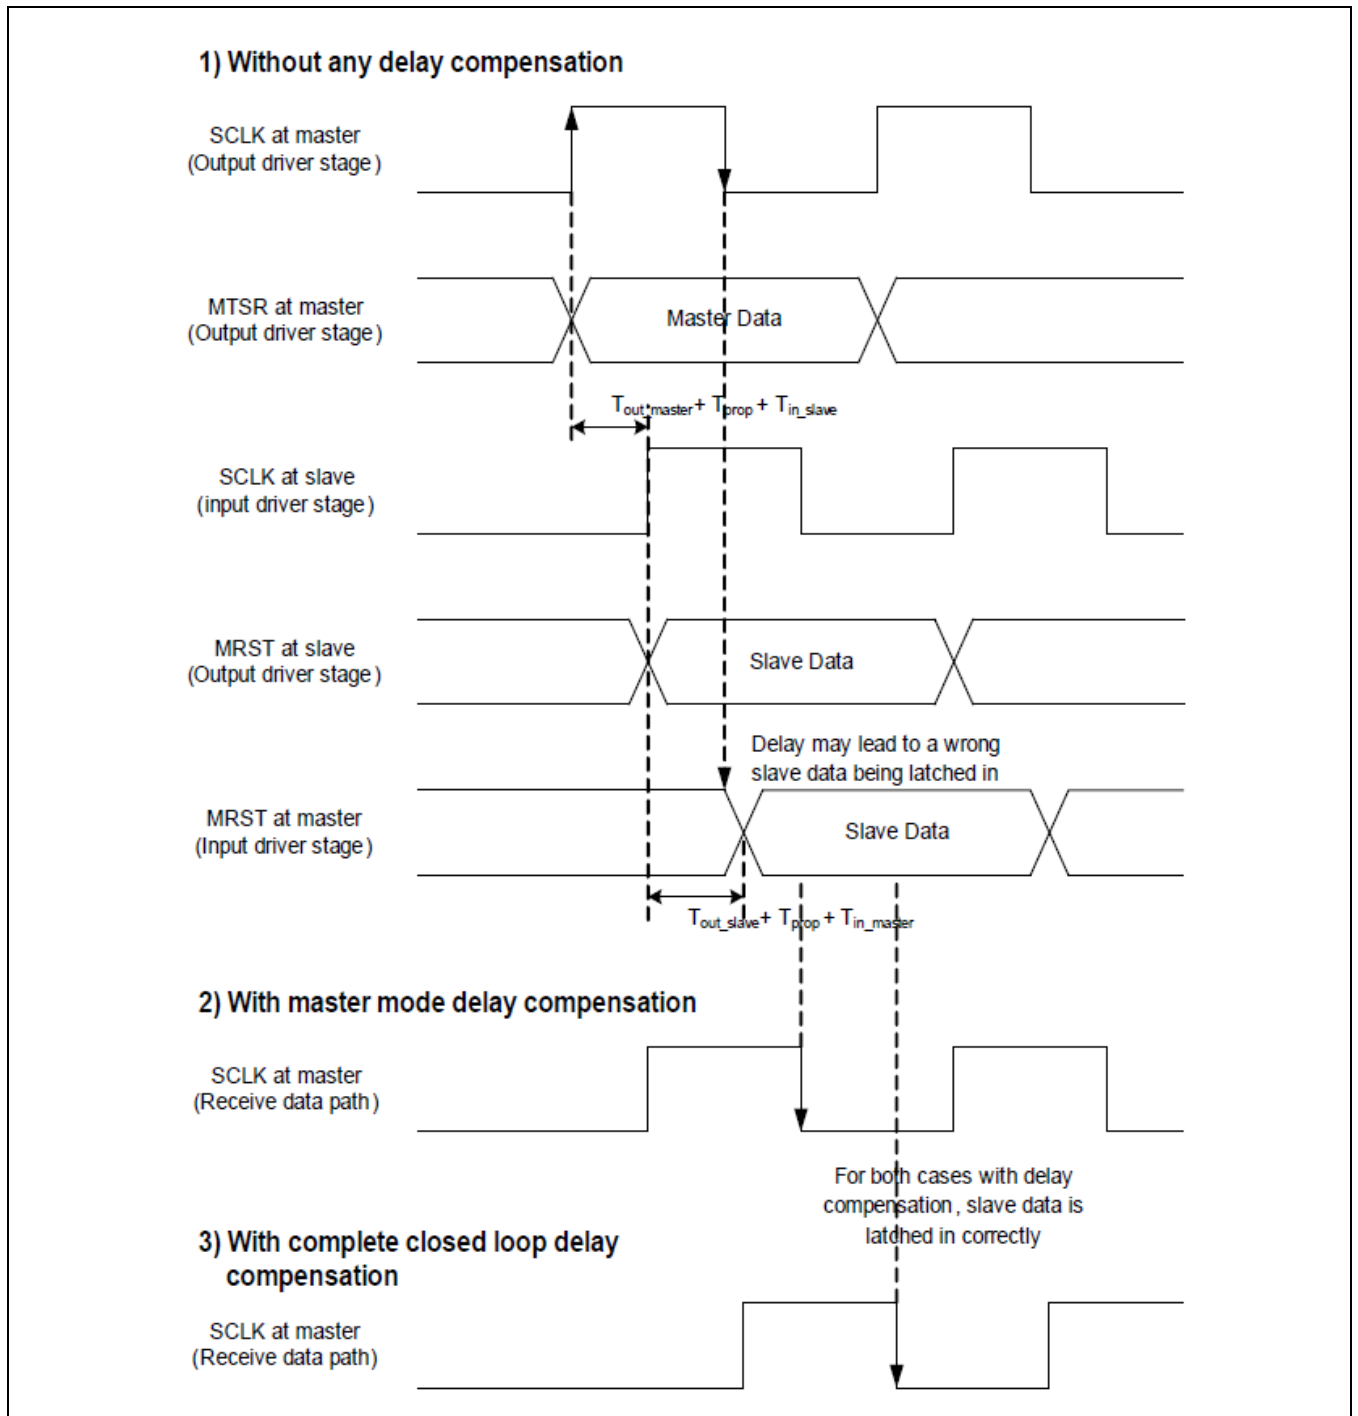 1) Without any delay compensation
SCLK at master
(Output driver stage)
MTSR at master
(Output driver stage)
Master Data
Tout_master+ Tprop + Tin_slave
SCLK at slave
(input driver stage)
MRST at slave
(Output driver stage)
Slave Data
Delay may lead to a wrong
slave data being latched in
MRST at master
(Input driver stage)
Slave Data
Tout_slave+ Tprop + Tin_master
2) With master mode delay compensation
SCLK at master
(Receive data path)
For both cases with delay
compensation, slave data is
latched in correctly
3) With complete closed loop delay
compensation
SCLK at master
(Receive data path)